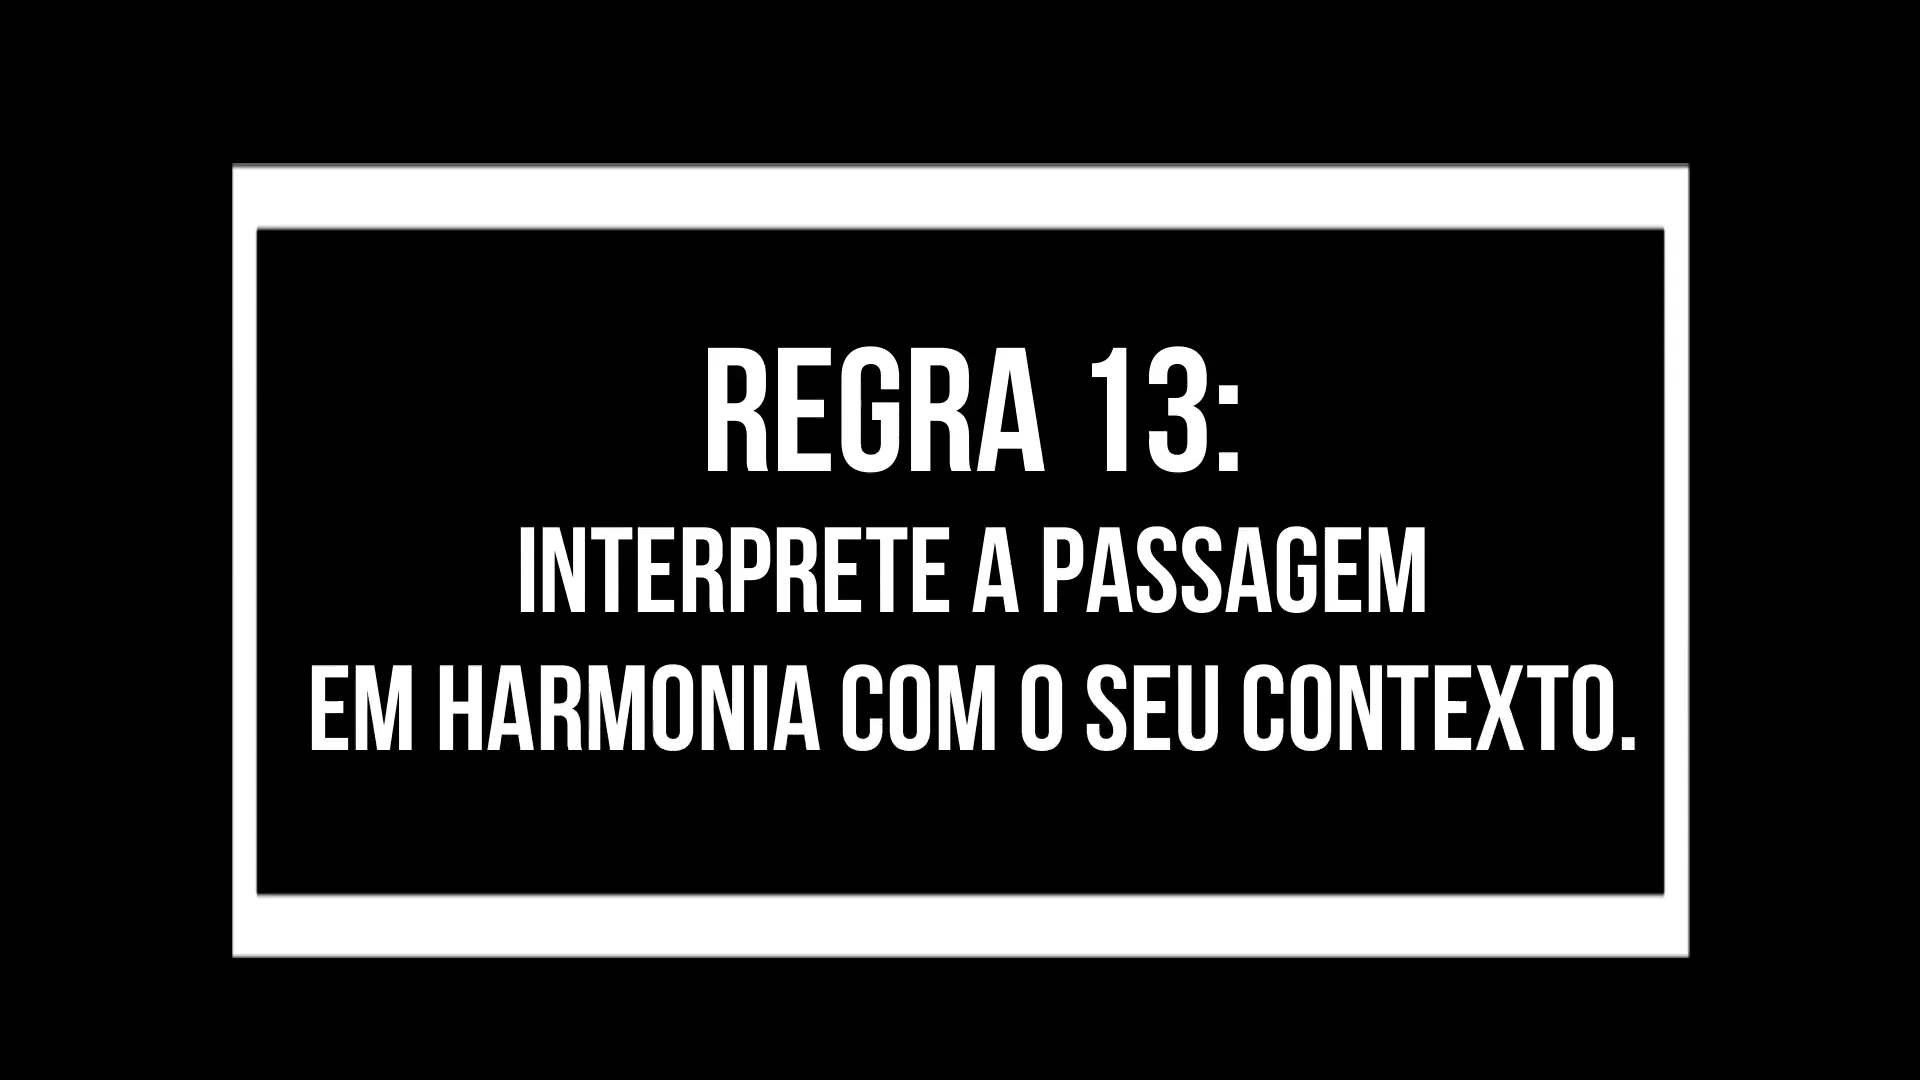 REGRA 13:
INTERPRETE A PASSAGEM
EM HARMONIA COM O SEU CONTEXTO.